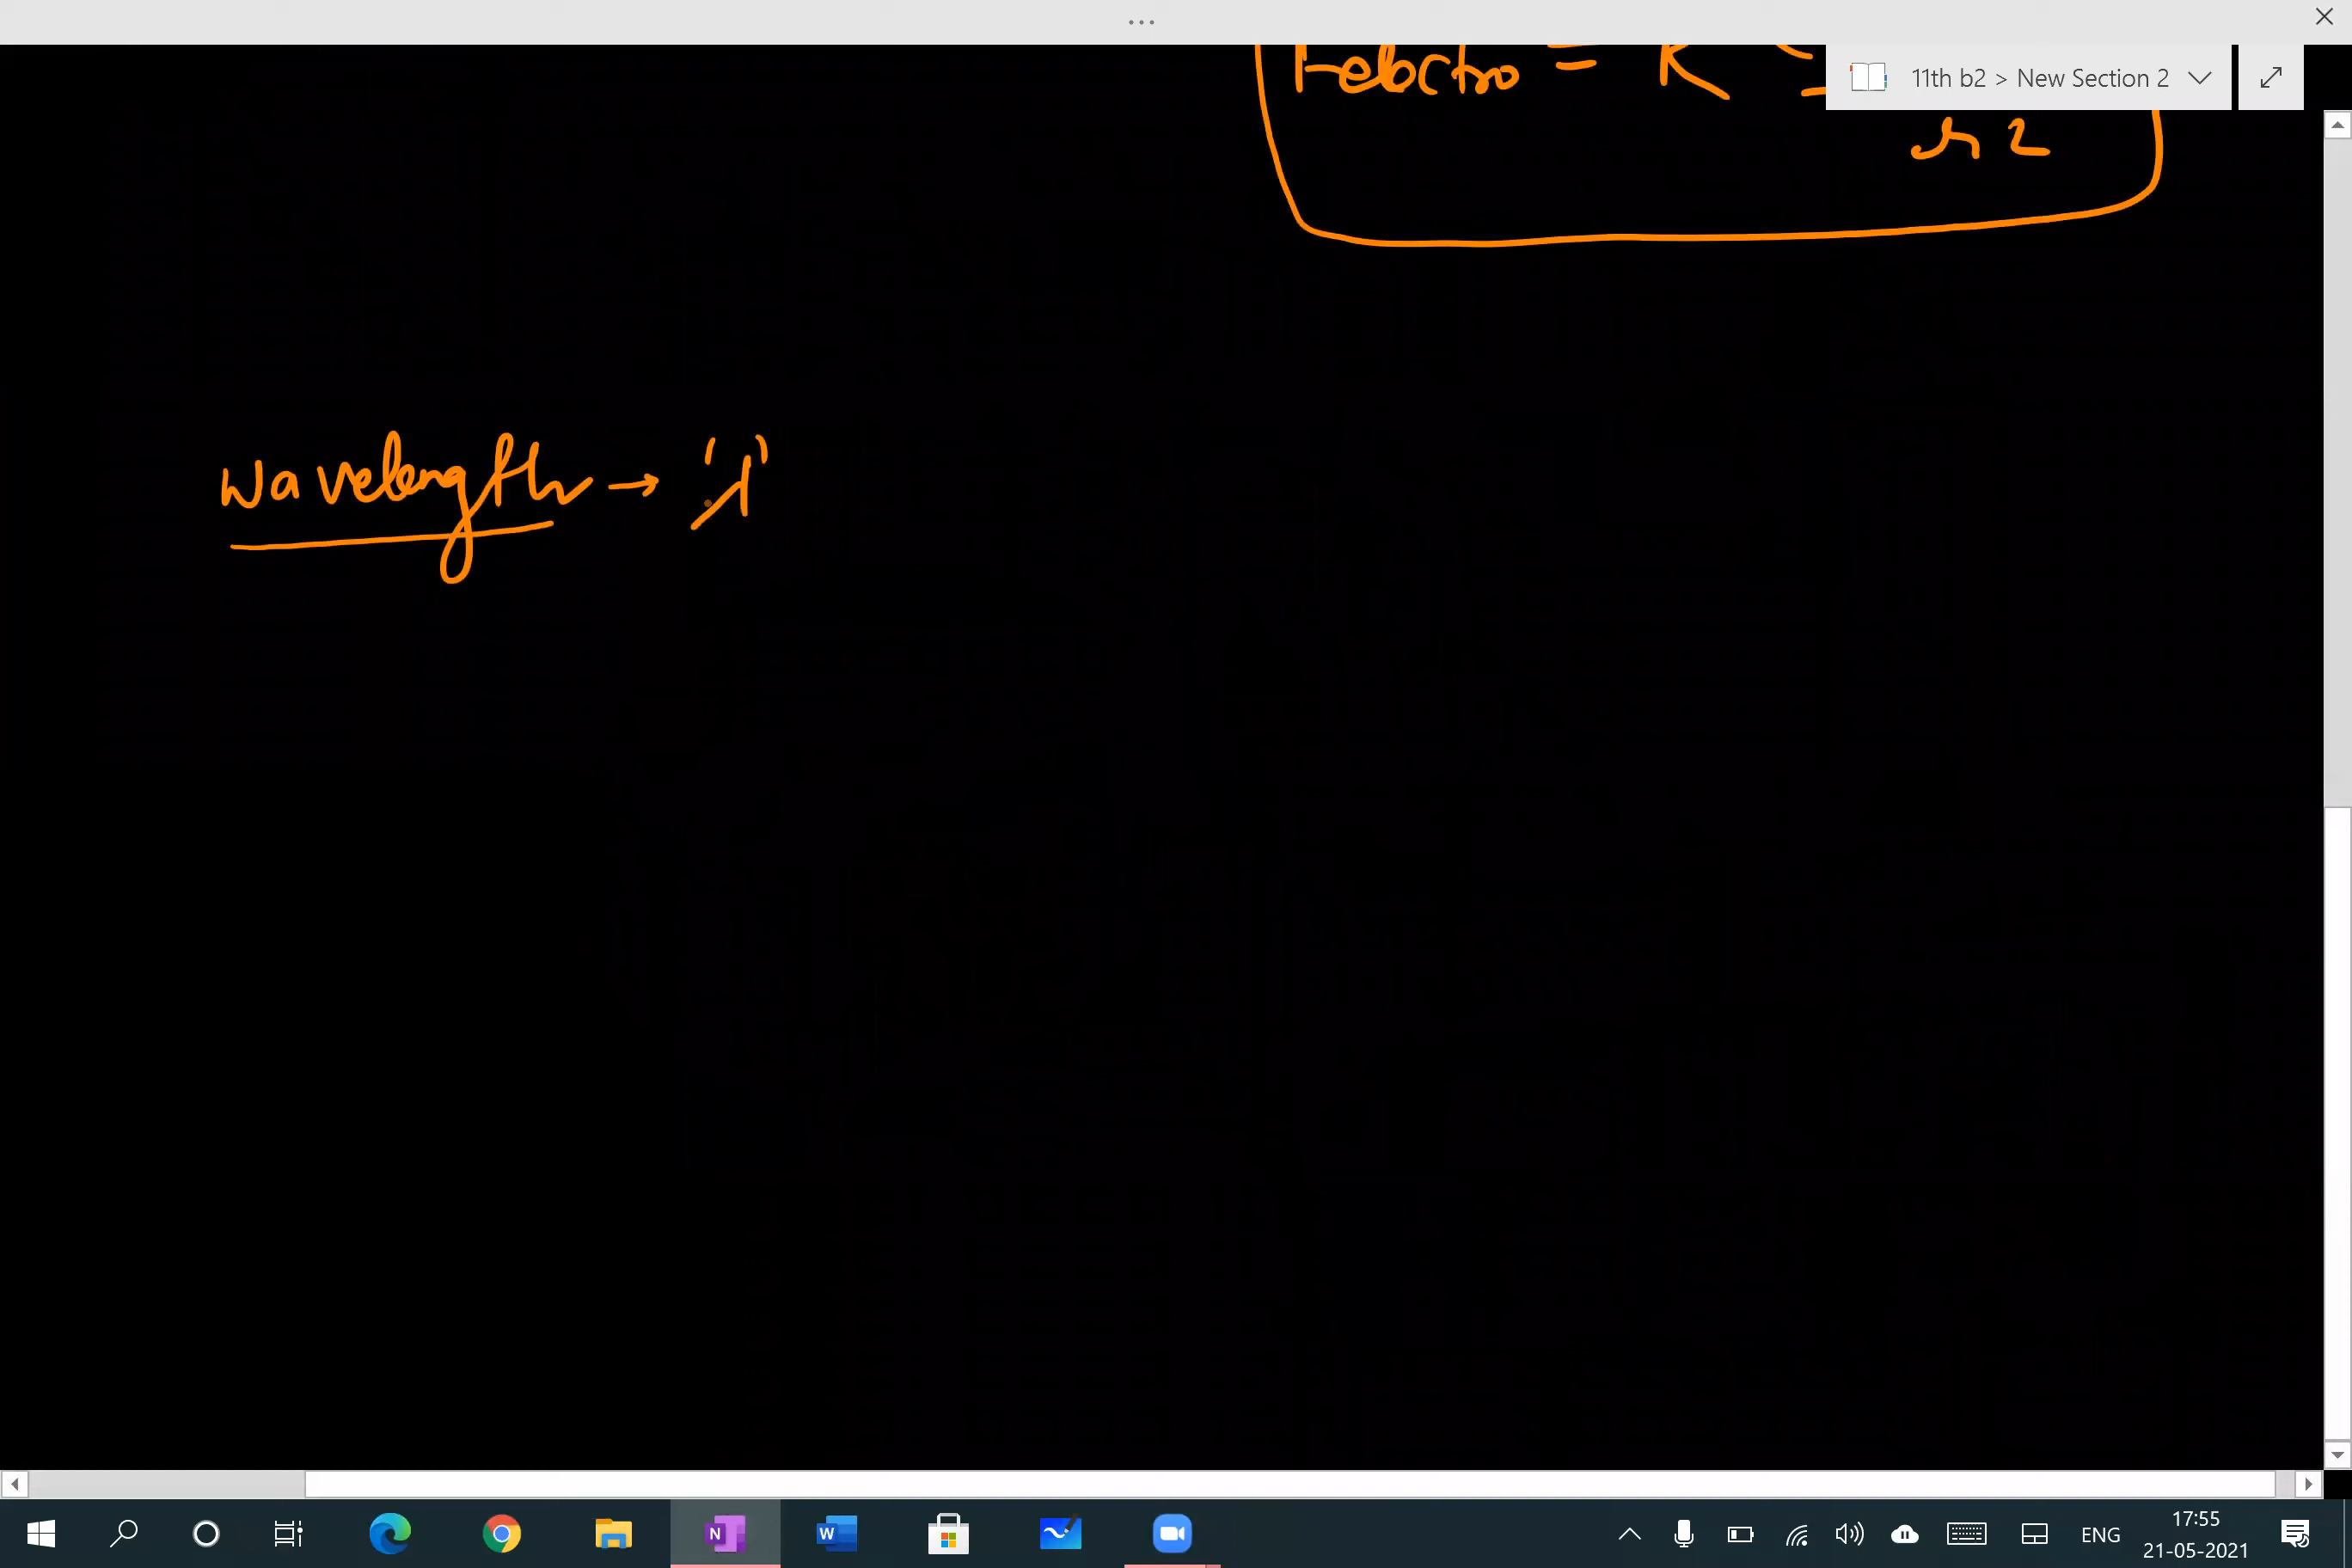 Felectro = K
r2
11th b2 > New Section 2
wavelength → 'λ'
ENG
17:55
21-05-2021